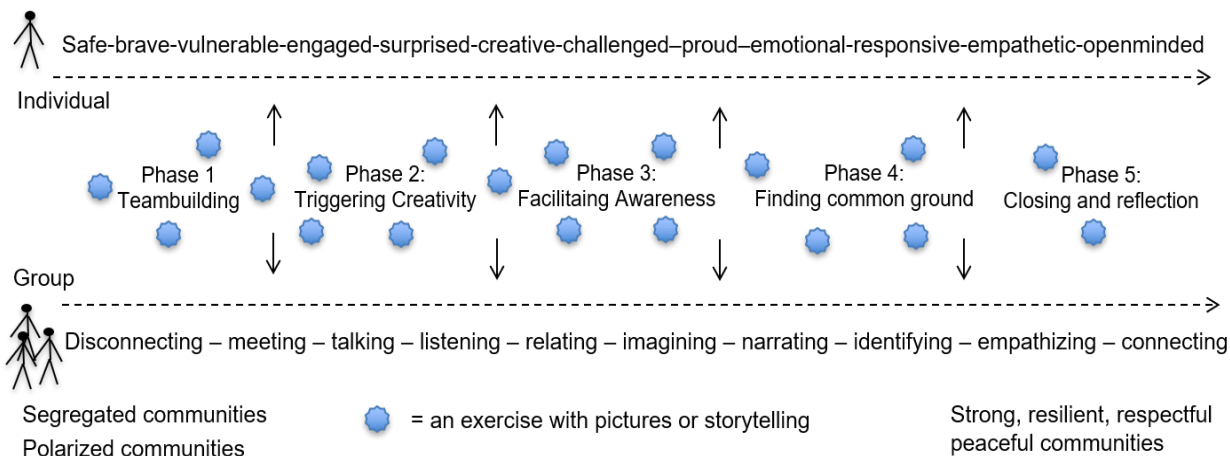 Safe-brave-vulnerable-engaged-surprised-creative-challenged–proud–emotional-responsive-empathetic-openminded
Individual
Phase 1
Teambuilding
Phase 2:
Triggering Creativity
Phase 3:
Facilitaing Awareness
Phase 4:
Finding common ground
Phase 5:
Closing and reflection
Group
Disconnecting – meeting – talking – listening – relating – imagining – narrating – identifying – empathizing – connecting
Segregated communities
Polarized communities
= an exercise with pictures or storytelling
Strong, resilient, respectful
peaceful communities